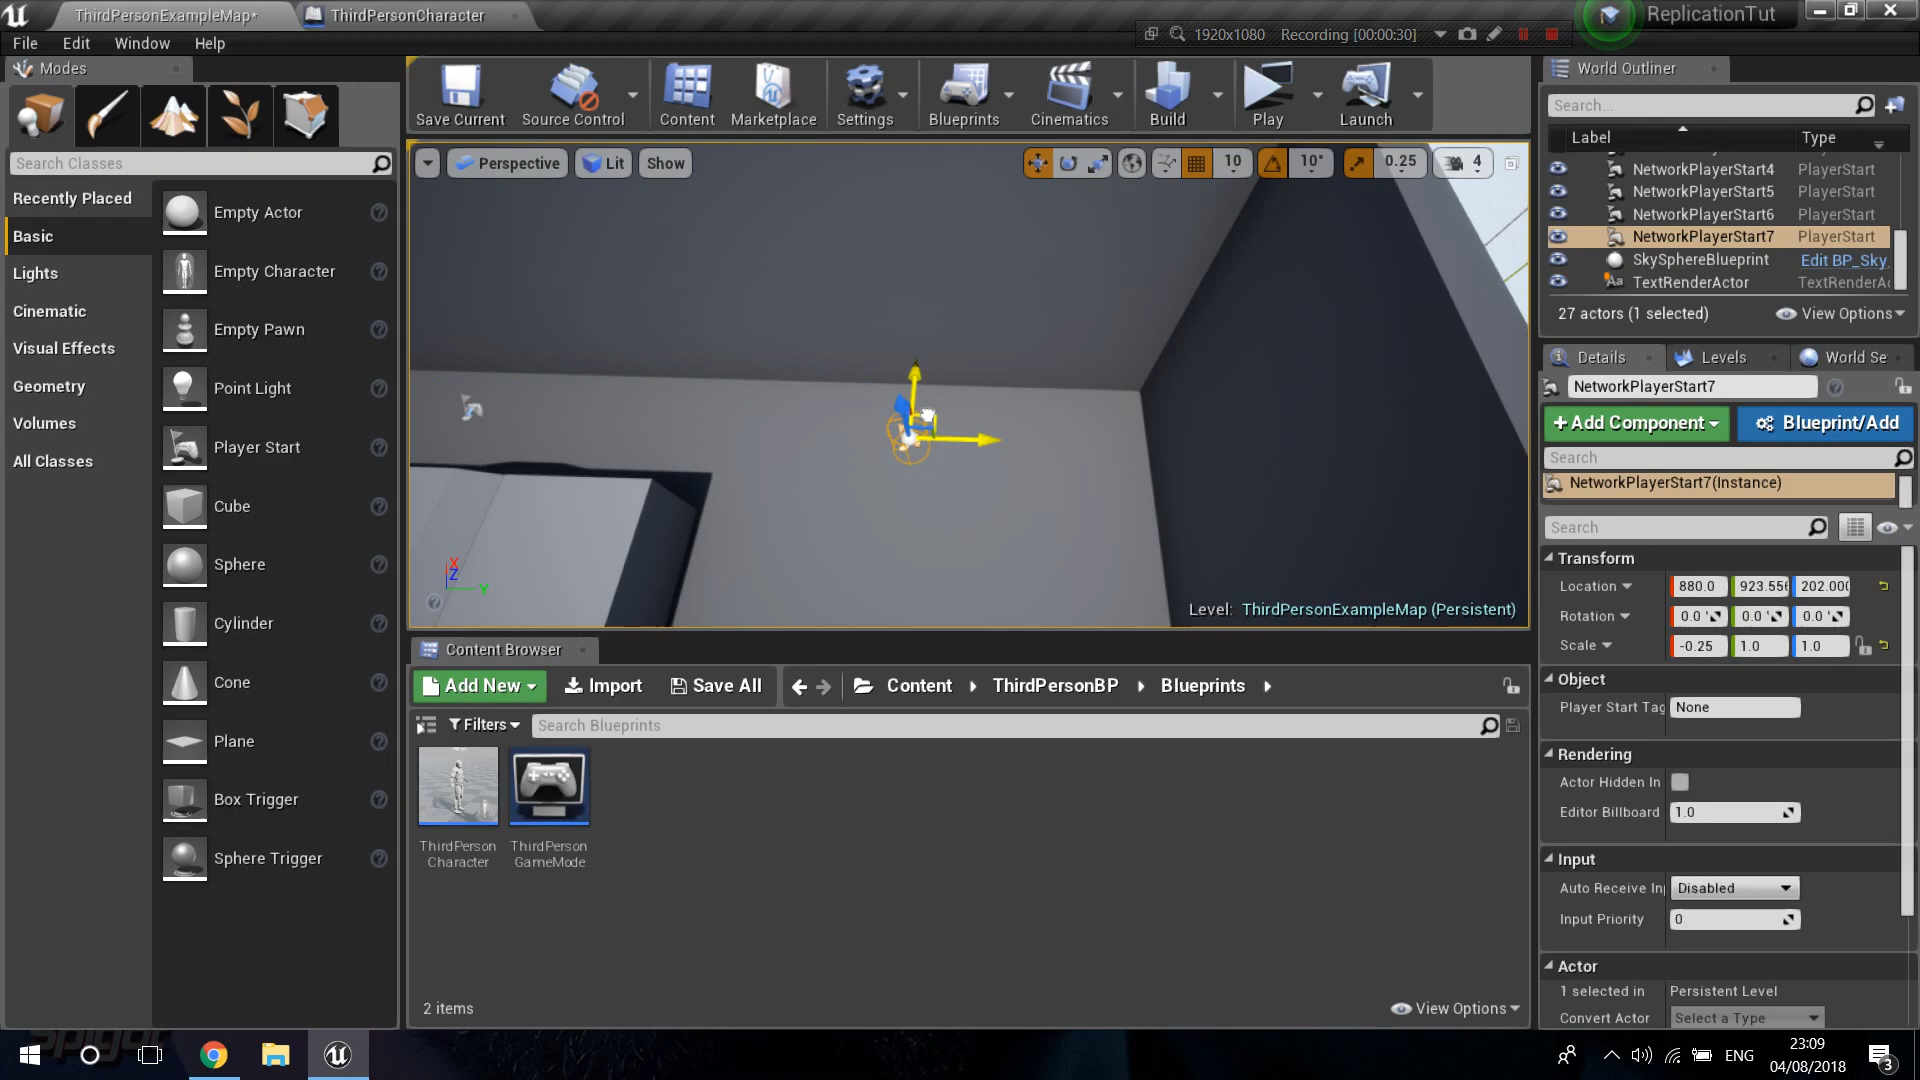 ThirdPersonExampleMap*
ThirdPersonCharacter
ReplicationTut
1920x1080 Recording [00:00:30]
File Edit Window Help
Modes
Save Current
Source Control
Content
Marketplace
Settings
Blueprints
Cinematics
Build
Play
Launch
Search Classes
Recently Placed
Basic
Lights
Cinematic
Visual Effects
Geometry
Volumes
All Classes
Empty Actor
Empty Character
Empty Pawn
Point Light
Player Start
Cube
Sphere
Cylinder
Cone
Plane
Box Trigger
Sphere Trigger
Perspective Lit Show
10 10° 0.25 4
X
Z
Y
Level: ThirdPersonExampleMap (Persistent)
Content Browser
Add New Import Save All Content ThirdPersonBP Blueprints
Filters Search Blueprints
ThirdPerson
Character
ThirdPerson
GameMode
2 items
View Options
World Outliner
Search...
Label Type
NetworkPlayerStart4 PlayerStart
NetworkPlayerStart5 PlayerStart
NetworkPlayerStart6 PlayerStart
NetworkPlayerStart7 PlayerStart
SkySphereBlueprint Edit BP_Sky
TextRenderActor TextRenderAc
27 actors (1 selected) View Options
Details Levels World Se
NetworkPlayerStart7
+ Add Component Blueprint/Add
Search
NetworkPlayerStart7(Instance)
Search
Transform
Location 880.0 923.556 202.000
Rotation 0.0 ° 0.0 ° 0.0 °
Scale -0.25 1.0 1.0
Object
Player Start Tag None
Rendering
Actor Hidden In
Editor Billboard 1.0
Input
Auto Receive In Disabled
Input Priority 0
Actor
1 selected in Persistent Level
Convert Actor Select a Type
ENG
23:09
04/08/2018
3